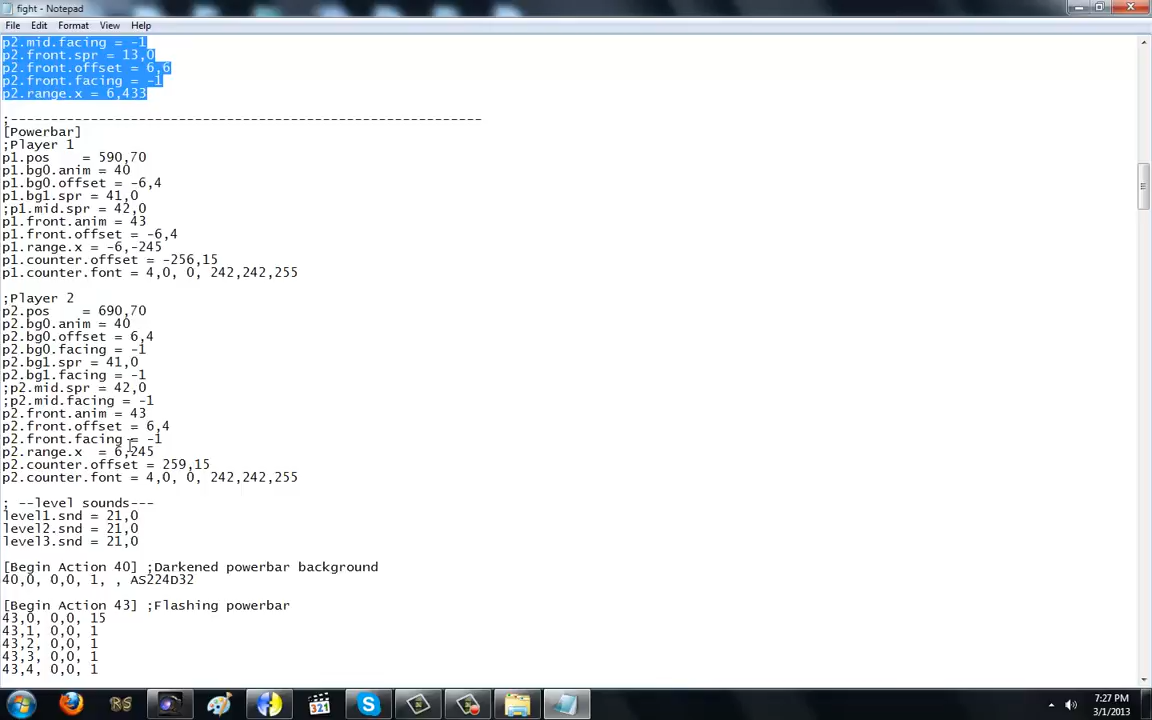 fight - Notepad
File Edit Format View Help
p2.mid.facing = -1
p2.front.spr = 13,0
p2.front.offset = 6,6
p2.front.facing = -1
p2.range.x = 6,433
;-----------------------------------------------------------
[Powerbar]
;Player 1
p1.pos    = 590,70
p1.bg0.anim = 40
p1.bg0.offset = -6,4
p1.bg1.spr = 41,0
;p1.mid.spr = 42,0
p1.front.anim = 43
p1.front.offset = -6,4
p1.range.x = -6,-245
p1.counter.offset = -256,15
p1.counter.font = 4,0, 0, 242,242,255
;Player 2
p2.pos    = 690,70
p2.bg0.anim = 40
p2.bg0.offset = 6,4
p2.bg0.facing = -1
p2.bg1.spr = 41,0
p2.bg1.facing = -1
;p2.mid.spr = 42,0
;p2.mid.facing = -1
p2.front.anim = 43
p2.front.offset = 6,4
p2.front.facing = -1
p2.range.x  = 6,245
p2.counter.offset = 259,15
p2.counter.font = 4,0, 0, 242,242,255
; --level sounds---
level1.snd = 21,0
level2.snd = 21,0
level3.snd = 21,0
[Begin Action 40] ;Darkened powerbar background
40,0, 0,0, 1, , AS224D32
[Begin Action 43] ;Flashing powerbar
43,0, 0,0, 15
43,1, 0,0, 1
43,2, 0,0, 1
43,3, 0,0, 1
43,4, 0,0, 1
RS
321
S
7:27 PM
3/1/2013